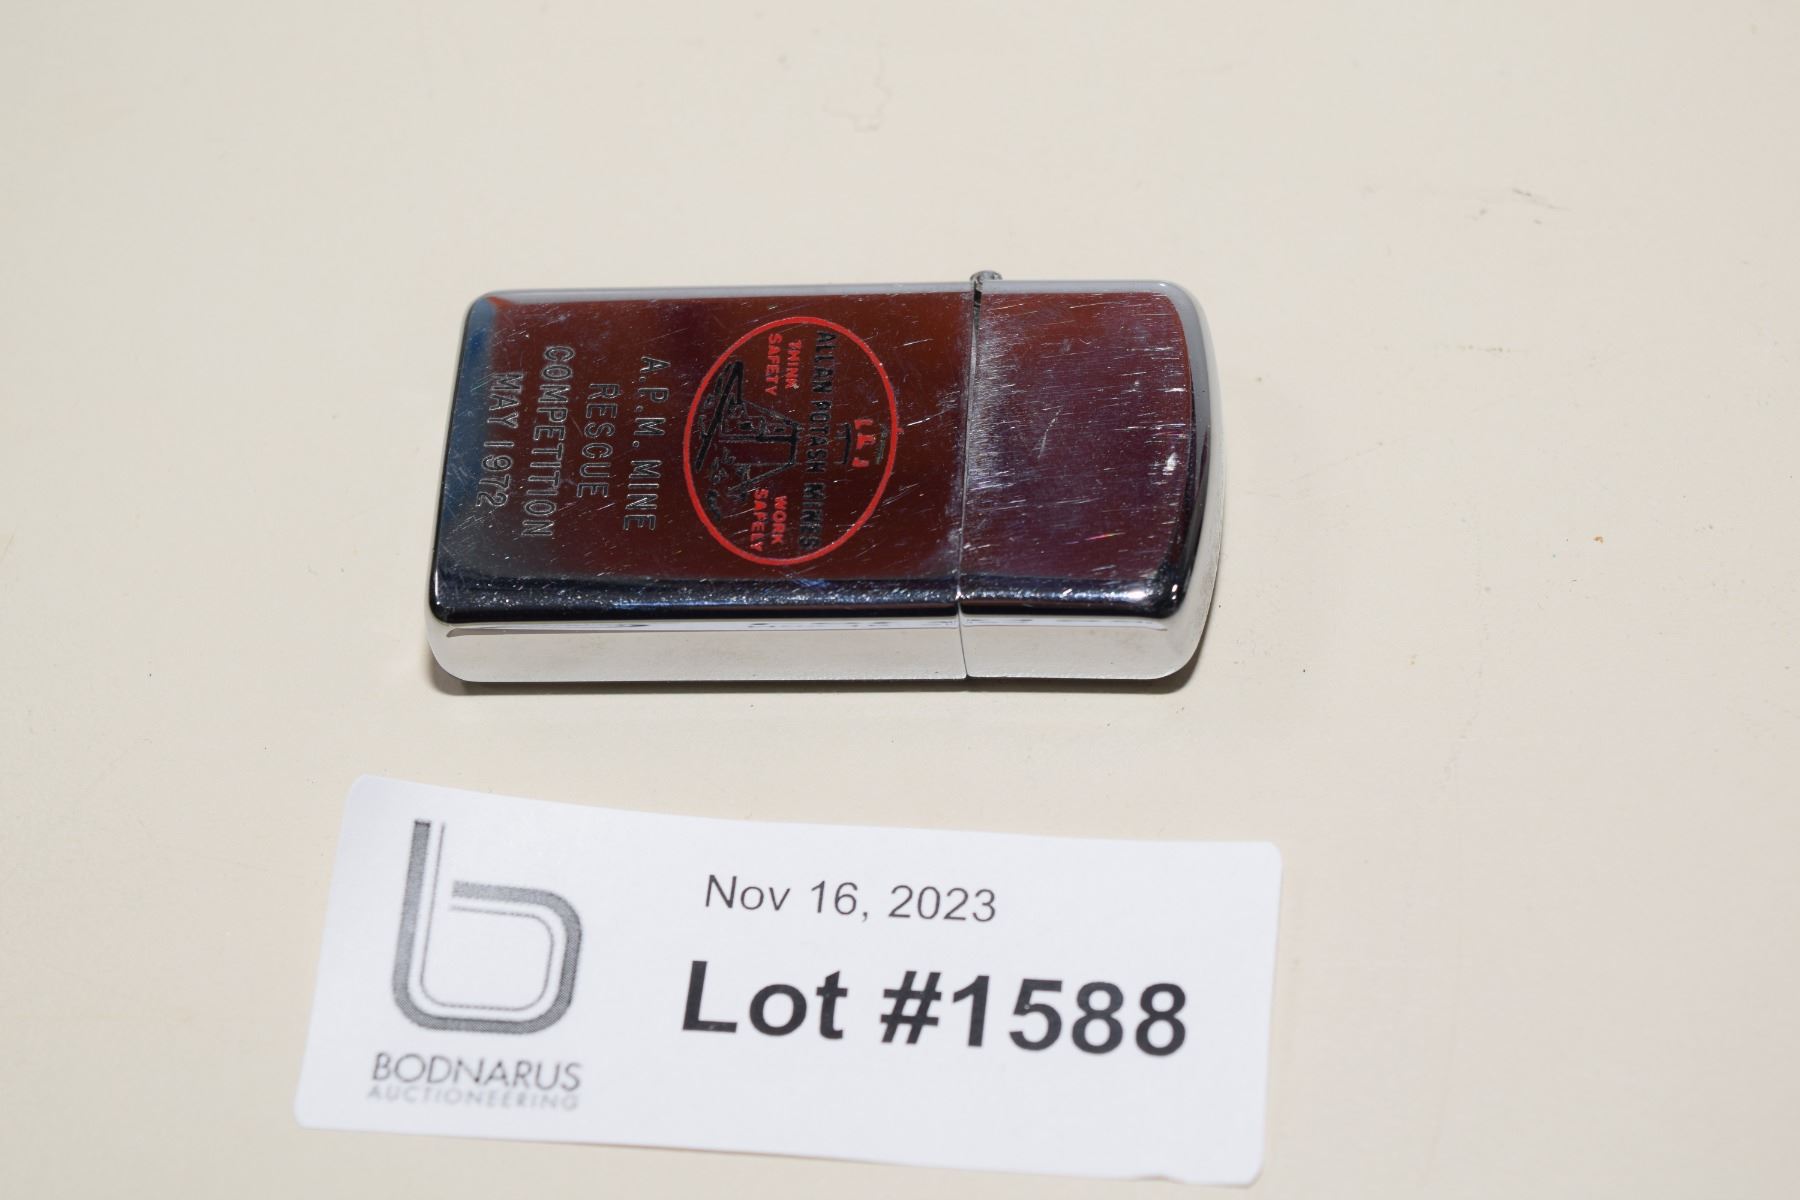 ALLAN POTASH MINES
THINK
SAFETY
WORK
SAFELY
A.P.M. MINE
RESCUE
COMPETITION
MAY 1972
Nov 16, 2023
Lot #1588
BODNARUS
AUCTIONEERING